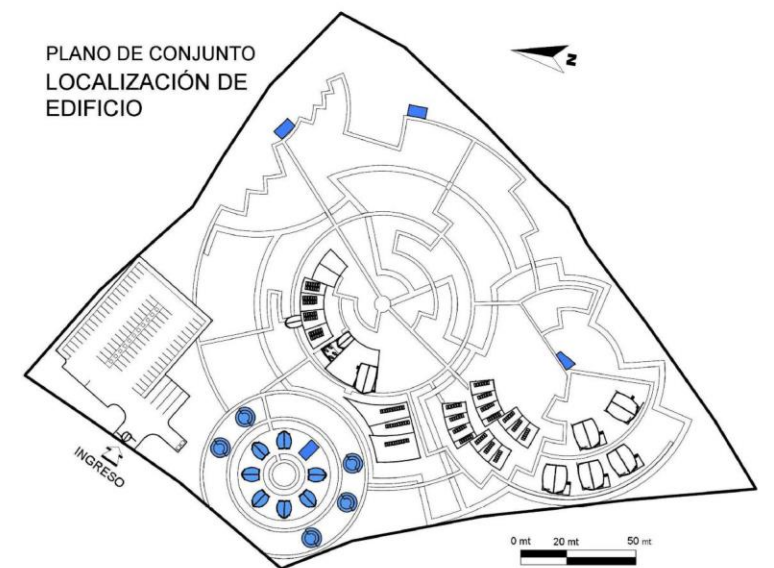 PLANO DE CONJUNTO
LOCALIZACIÓN DE
EDIFICIO
N
INGRESO
0 mt 20 mt 50 mt